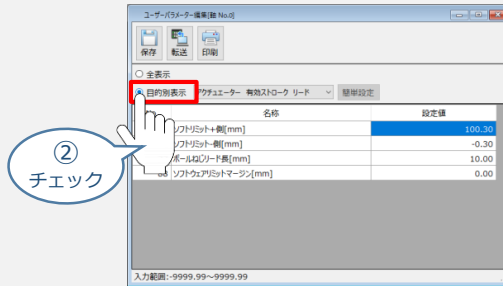 ユーザーパラメーター編集[軸 No.0]
保存 転送 印刷
全表示
目的別表示 アクチュエーター 有効ストローク リード 簡単設定
名称 設定値
ソフトリミット+側[mm] 100.30
ソフトリミット-側[mm] -0.30
ボールねじリード長[mm] 10.00
ソフトウェアリミットマージン[mm] 0.00
②
チェック
入力範囲:-9999.99~9999.99